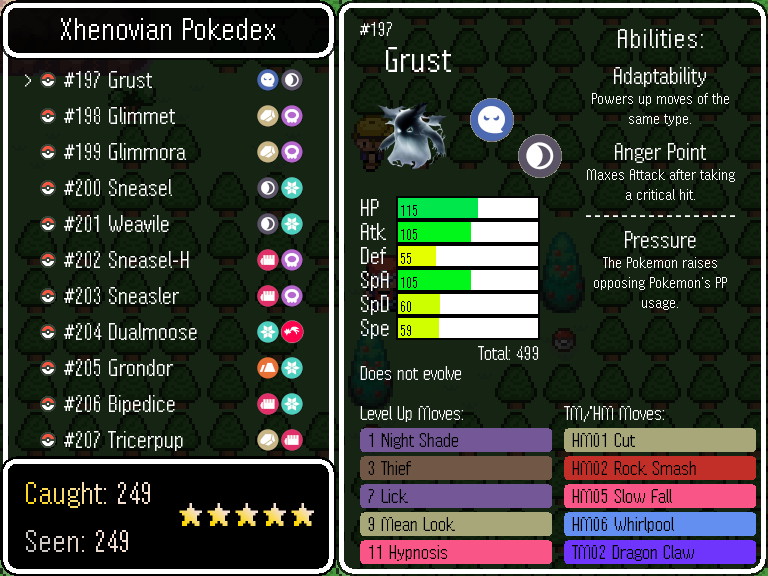 Xhenovian Pokedex
#197 Grust
#198 Glimmet
#199 Glimmora
#200 Sneasel
#201 Weavile
#202 Sneasel-H
#203 Sneasler
#204 Dualmoose
#205 Grondor
#206 Bipedice
#207 Tricerpup
Caught: 249
Seen: 249
#197
Grust
HP 115
Atk 105
Def 55
SpA 105
SpD 60
Spe 59
Total: 499
Does not evolve
Abilities:
Adaptability
Powers up moves of the
same type.
Anger Point
Maxes Attack after taking
a critical hit.
Pressure
The Pokemon raises
opposing Pokemon's PP
usage.
Level Up Moves:
1 Night Shade
3 Thief
7 Lick
9 Mean Look
11 Hypnosis
TM/HM Moves:
HM01 Cut
HM02 Rock Smash
HM05 Slow Fall
HM06 Whirlpool
TM02 Dragon Claw